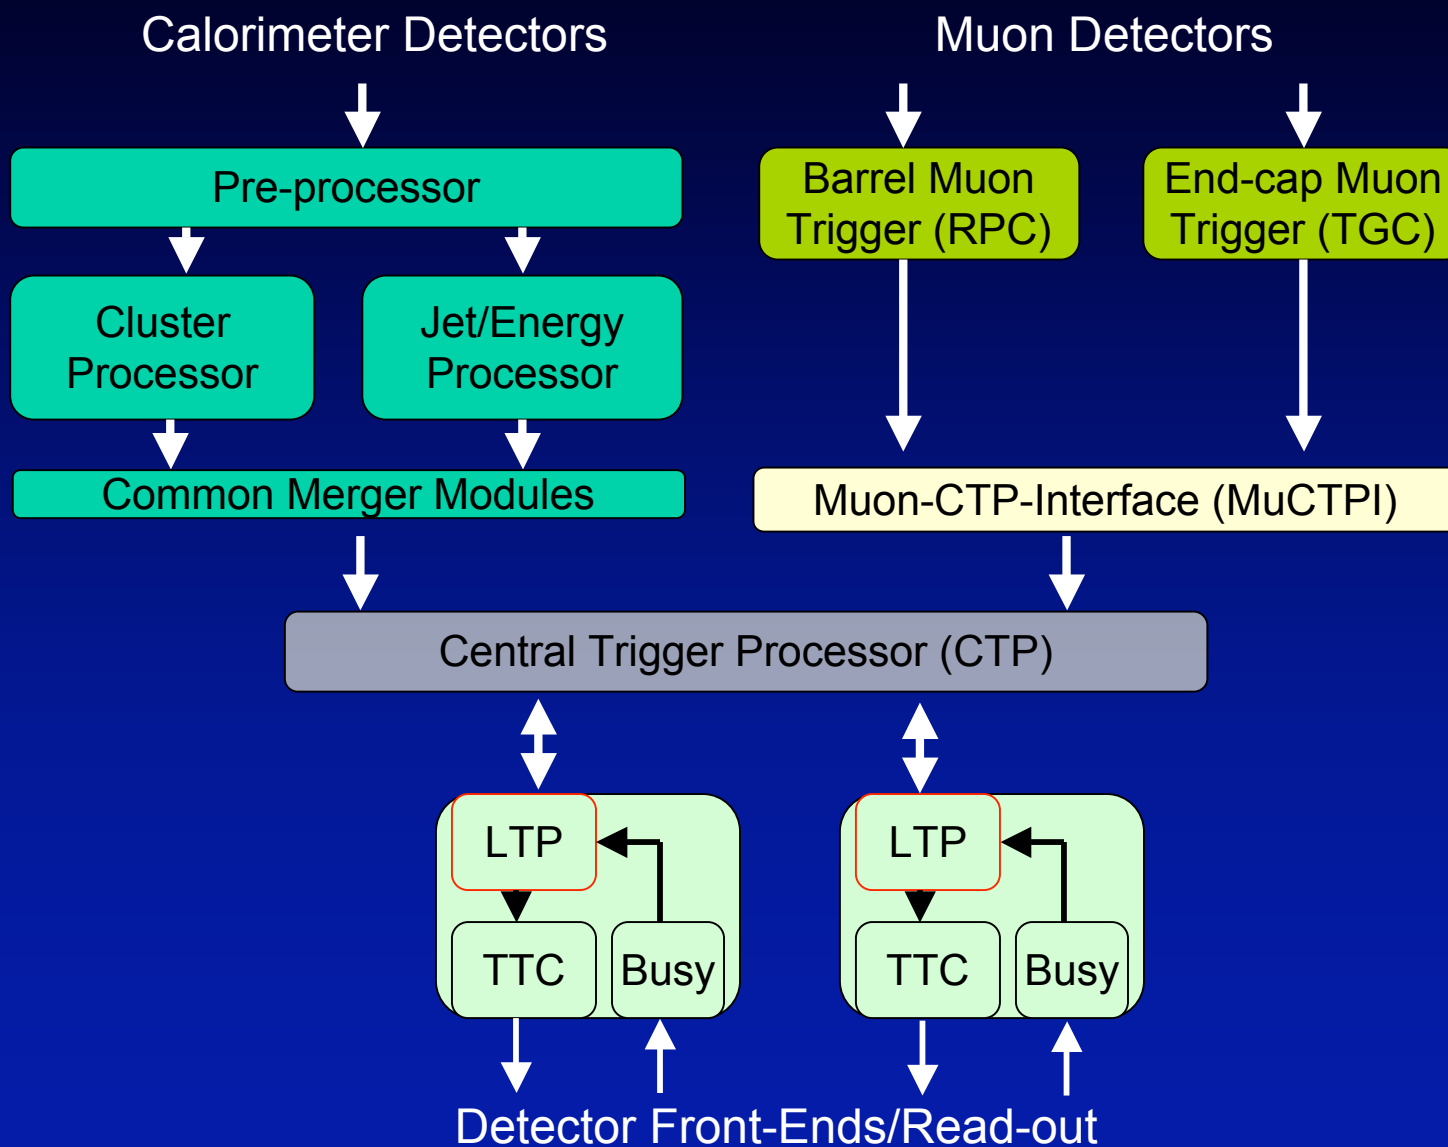 Calorimeter Detectors
Muon Detectors
Pre-processor
Barrel Muon
Trigger (RPC)
End-cap Muon
Trigger (TGC)
Cluster
Processor
Jet/Energy
Processor
Common Merger Modules
Muon-CTP-Interface (MuCTPI)
Central Trigger Processor (CTP)
LTP
TTC
Busy
LTP
TTC
Busy
Detector Front-Ends/Read-out